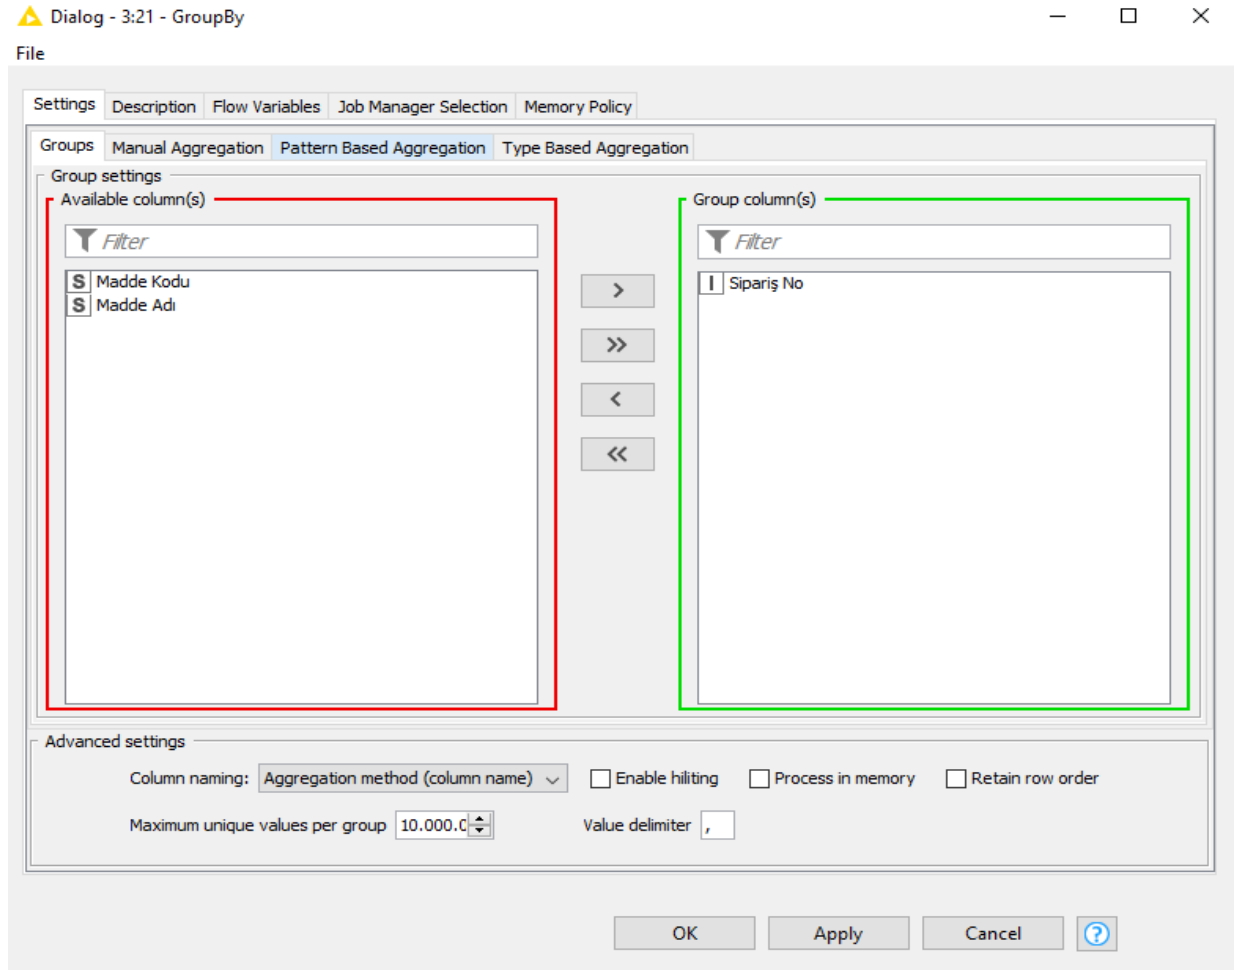 Dialog - 3:21 - GroupBy
File
Settings Description Flow Variables Job Manager Selection Memory Policy
Groups Manual Aggregation Pattern Based Aggregation Type Based Aggregation
Group settings
Available column(s) Group column(s)
Filter Filter
S Madde Kodu I Sipariş No
S Madde Adı
>
>>
<
<<
Advanced settings
Column naming: Aggregation method (column name) Enable hiliting Process in memory Retain row order
Maximum unique values per group 10.000.0 Value delimiter ,
OK Apply Cancel ?